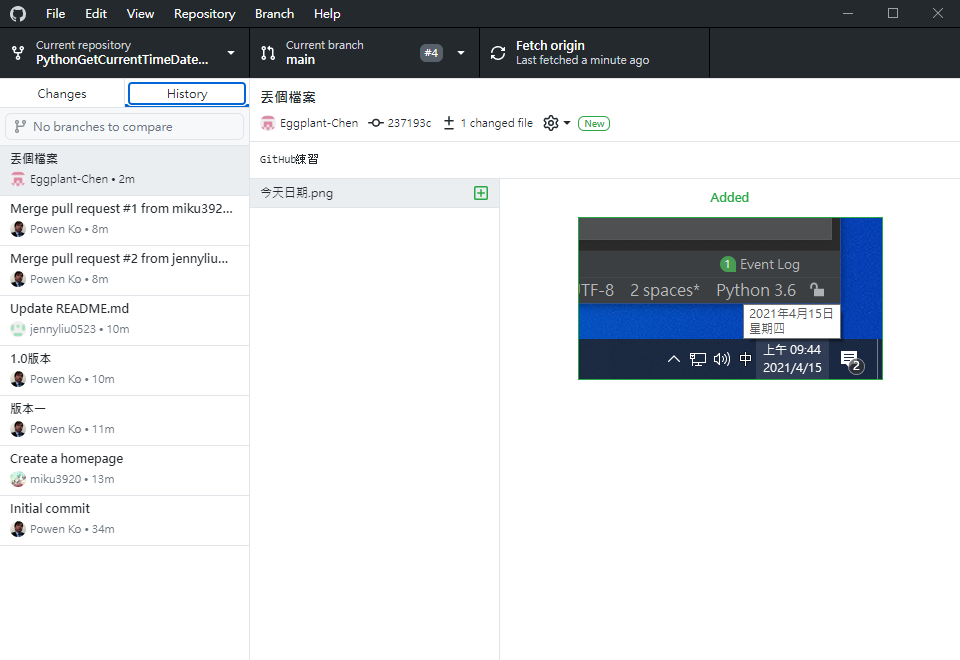 File Edit View Repository Branch Help
Current repository
PythonGetCurrentTimeDate...
Current branch
main
#4
Fetch origin
Last fetched a minute ago
Changes
History
No branches to compare
丟個檔案
Eggplant-Chen • 2m
Merge pull request #1 from miku392...
Powen Ko • 8m
Merge pull request #2 from jennyliu...
Powen Ko • 8m
Update README.md
jennyliu0523 • 10m
1.0版本
Powen Ko • 10m
版本一
Powen Ko • 11m
Create a homepage
miku3920 • 13m
Initial commit
Powen Ko • 34m
丟個檔案
Eggplant-Chen 237193c 1 changed file New
GitHub練習
今天日期.png
Added
1 Event Log
UTF-8 2 spaces* Python 3.6
2021年4月15日
星期四
中 上午 09:44
2021/4/15
2